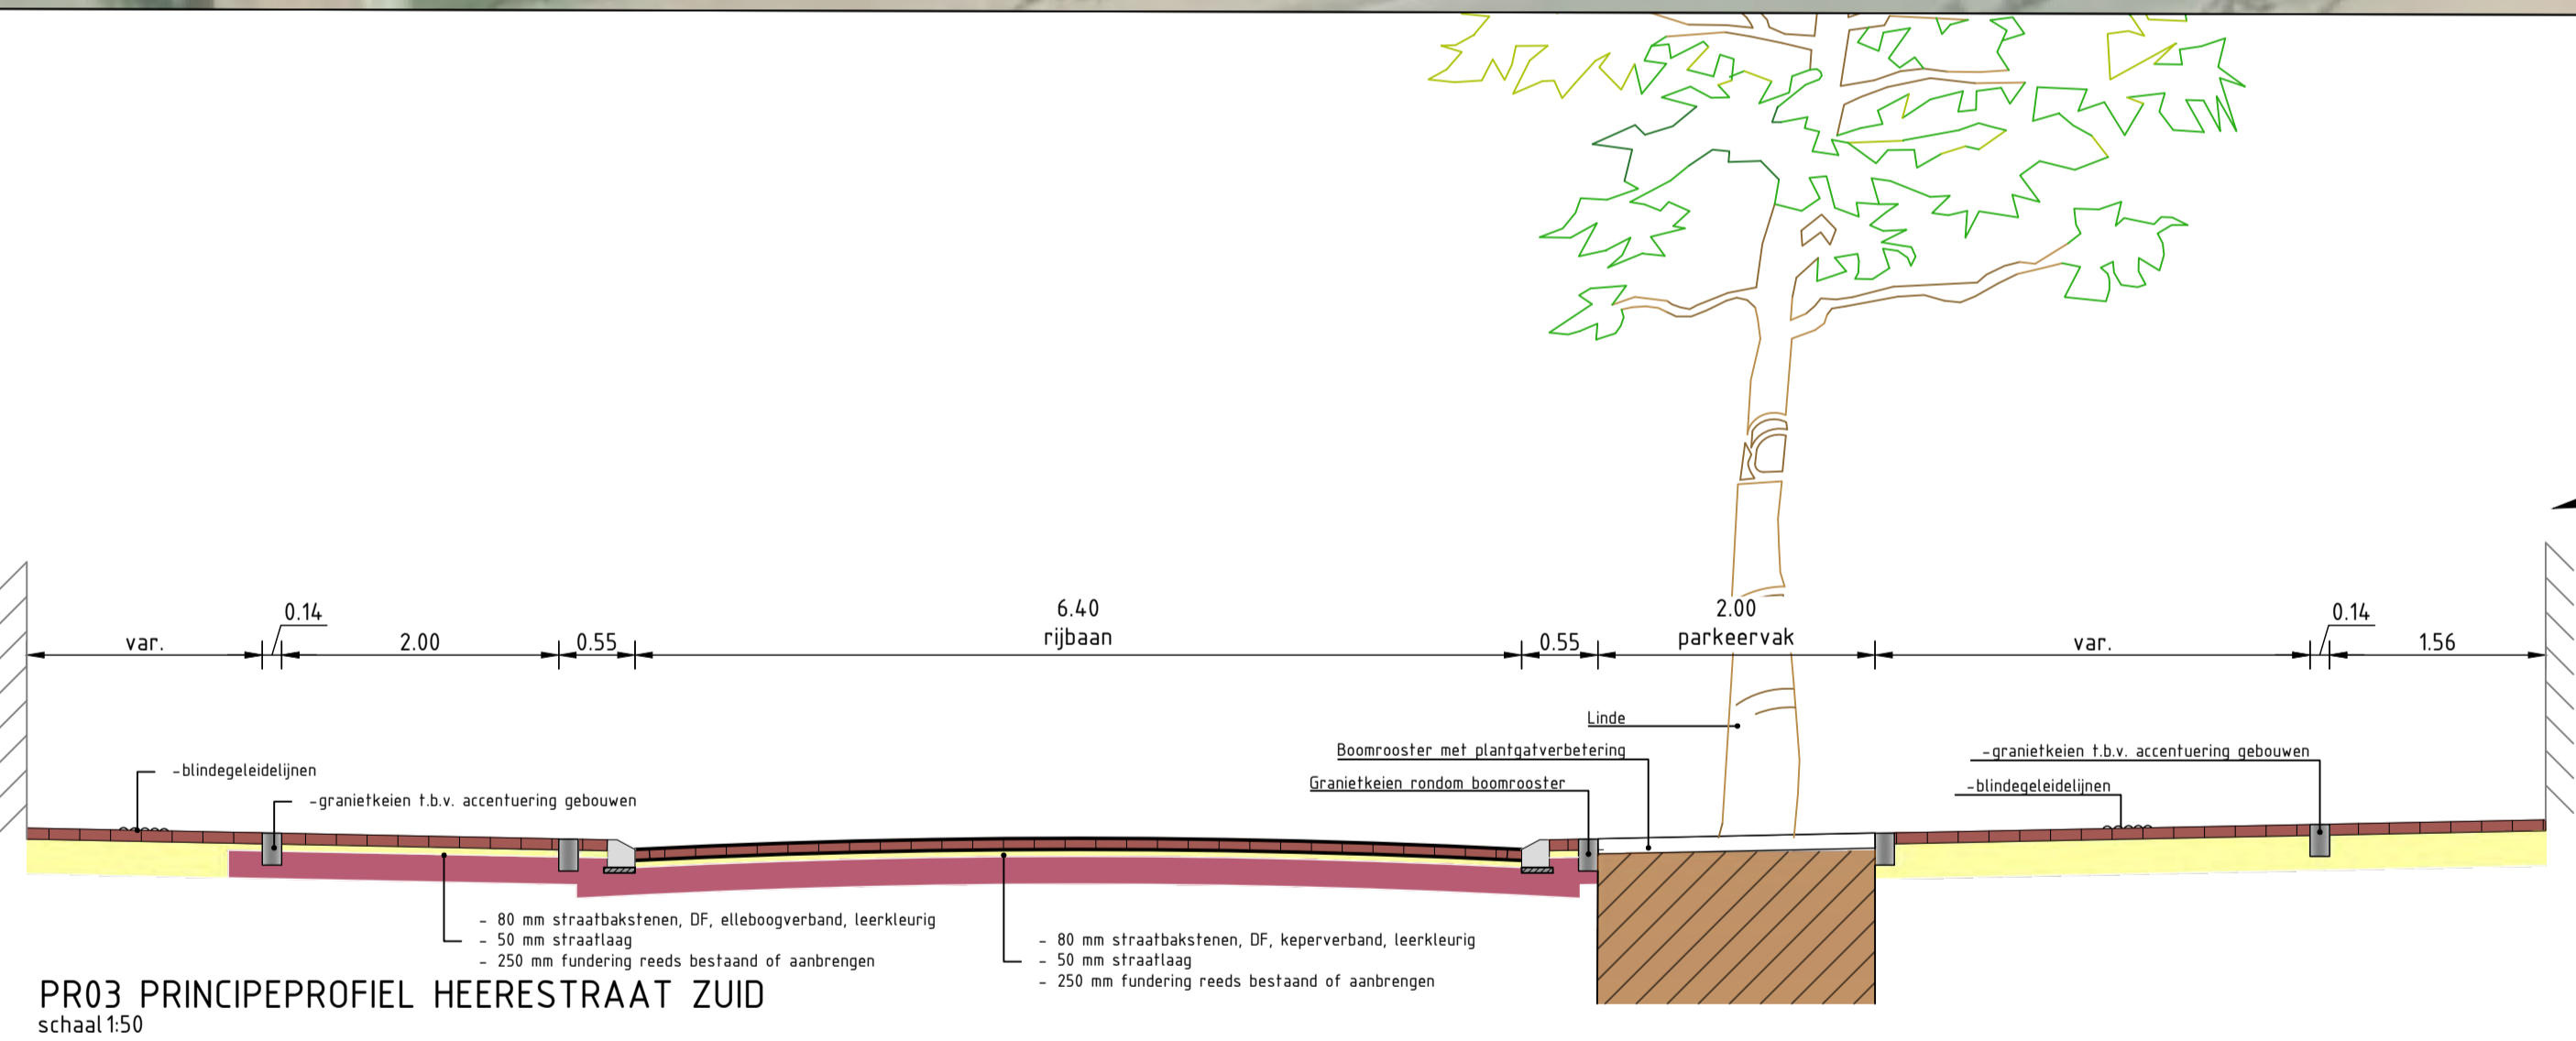 0.14
6.40
2.00
0.14
var.
2.00
0.55
rijbaan
0.55
parkeervak
var.
1.56
Linde
Boomrooster met plantgatverbetering
-granietkeien t.b.v. accentuering gebouwen
-blindegeleidelijnen
Granietkeien rondom boomrooster
-blindegeleidelijnen
-granietkeien t.b.v. accentuering gebouwen
- 80 mm straatbakstenen, DF, elleboogverband, leerkleurig
- 50 mm straatlaag
- 250 mm fundering reeds bestaand of aanbrengen
- 80 mm straatbakstenen, DF, keperverband, leerkleurig
- 50 mm straatlaag
- 250 mm fundering reeds bestaand of aanbrengen
PR03 PRINCIPEPROFIEL HEERESTRAAT ZUID
schaal 1:50